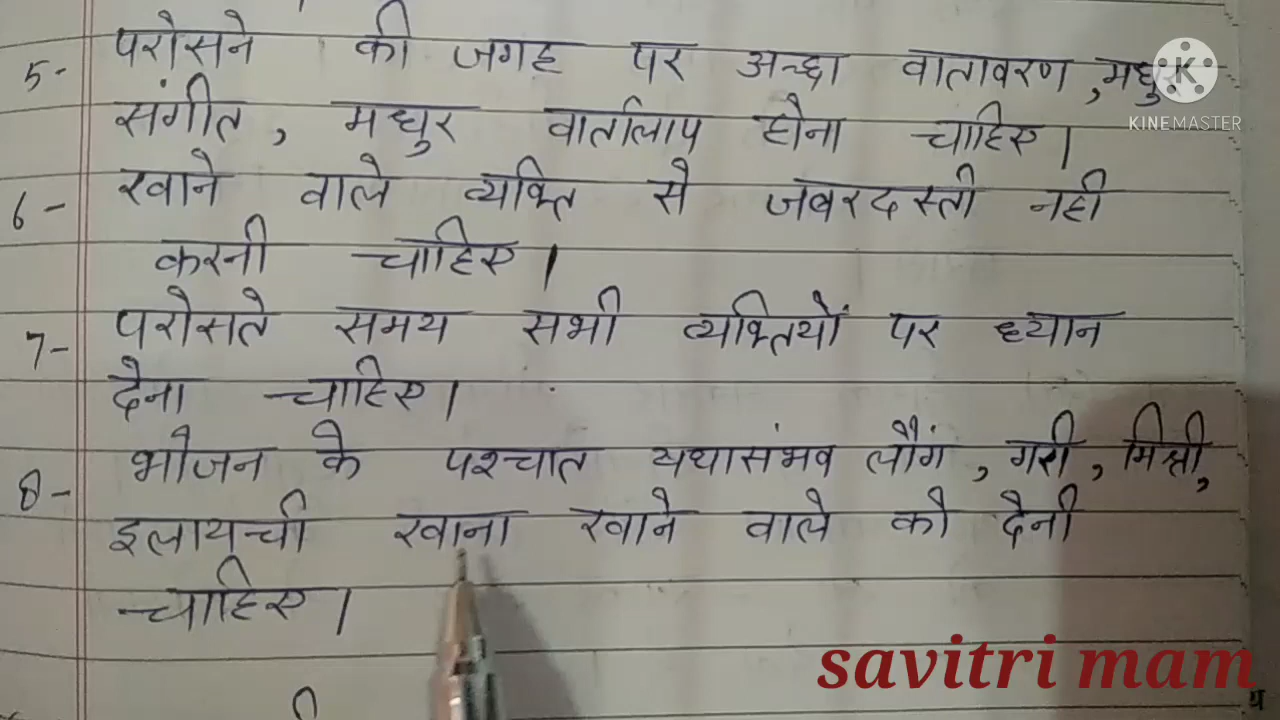 5- परोसने की जगह पर अच्छा वातावरण, मधुर
संगीत, मधुर वार्तालाप होना चाहिए।
6- खाने वाले व्यक्ति से जबरदस्ती नही
करनी चाहिए।
7- परोसते समय सभी व्यक्तियों पर ध्यान
देना चाहिए।
8- भोजन के पश्चात यथासंभव लौंग, गरी, मिश्री,
इलायची खाना खाने वाले को देनी
चाहिए।
K
KINEMASTER
savitri mam